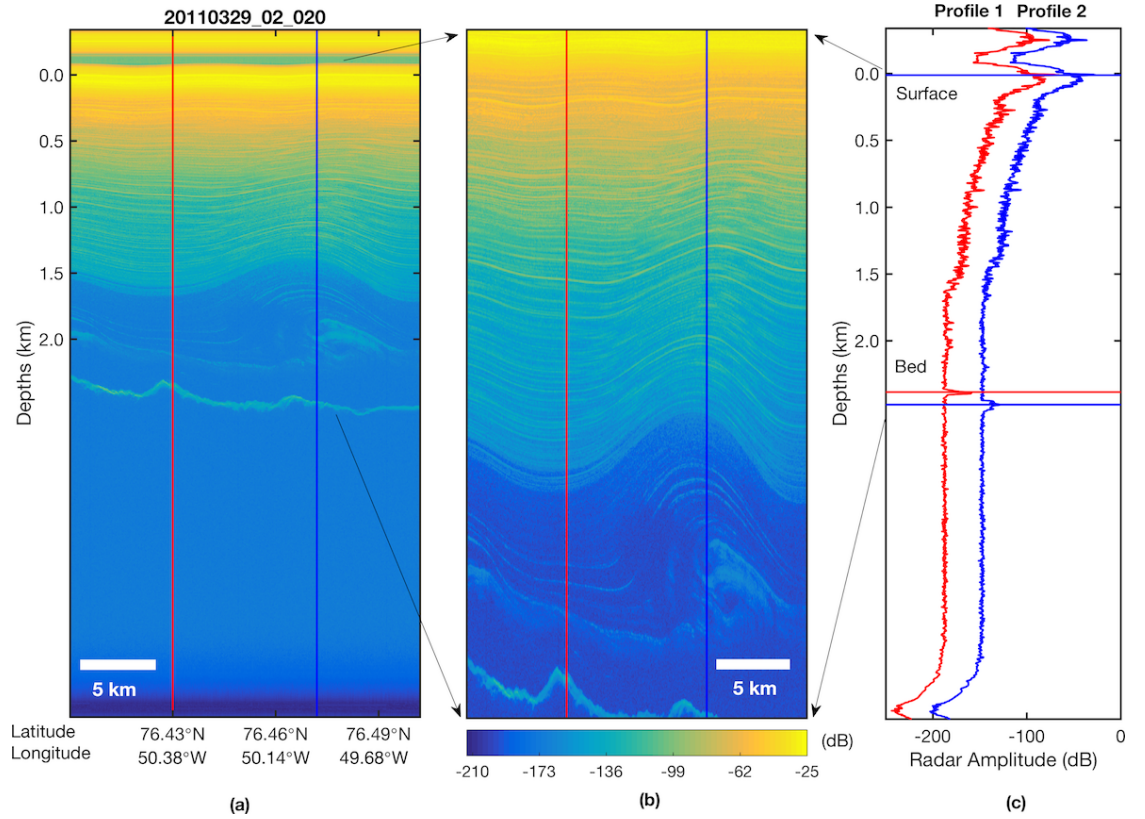 20110329_02_020
Profile 1 Profile 2
0.0
0.5
1.0
1.5
2.0
Depths (km)
5 km
Latitude 76.43°N 76.46°N 76.49°N
Longitude 50.38°W 50.14°W 49.68°W
(a)
5 km
(dB)
-210 -173 -136 -99 -62 -25
(b)
0.0
0.5
1.0
1.5
2.0
Depths (km)
Surface
Bed
-200 -100 0
Radar Amplitude (dB)
(c)